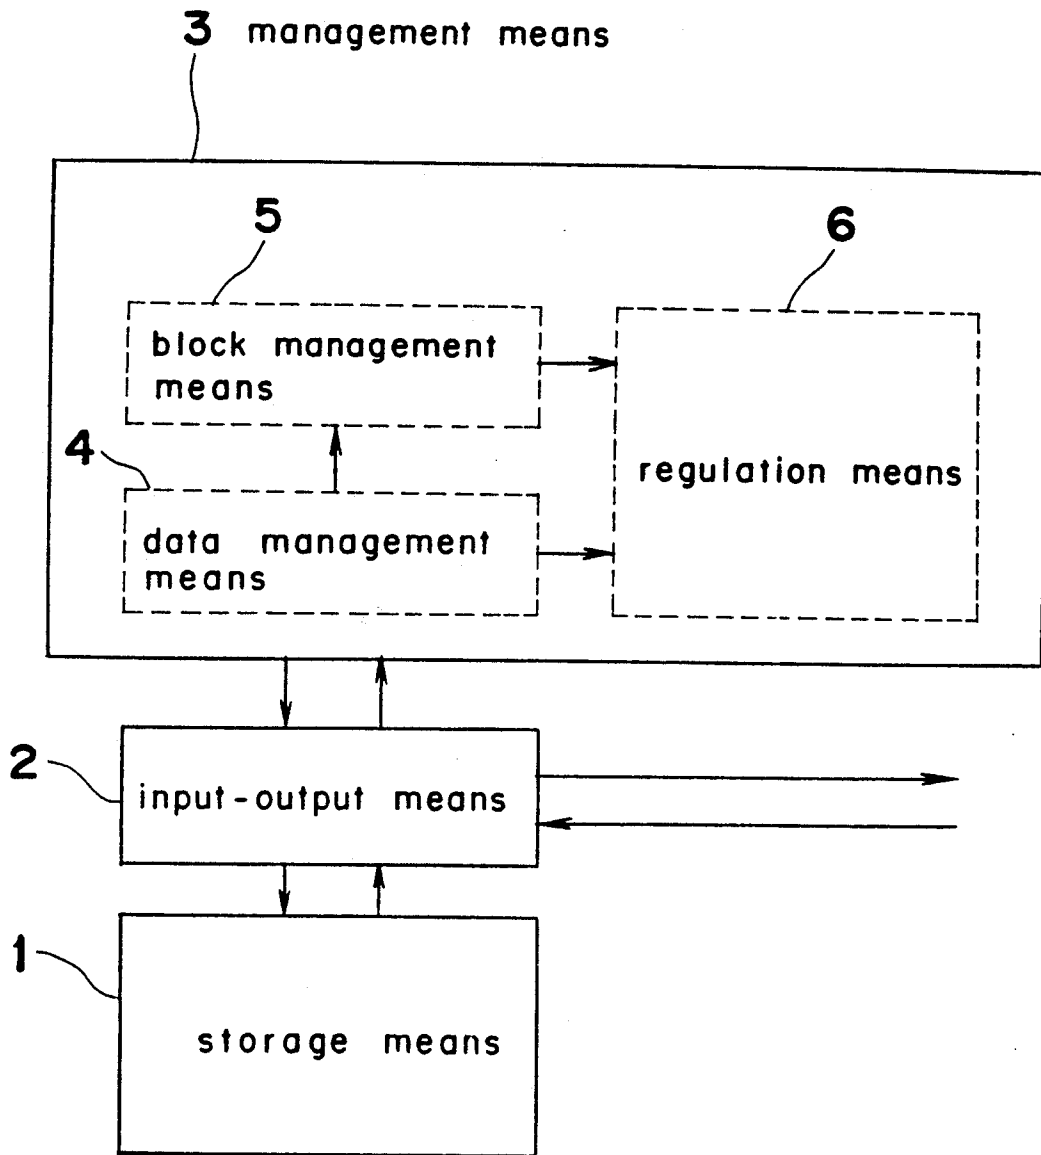 3 management means
5
6
block management
means
4
regulation means
data management
means
2
input-output means
1
storage means